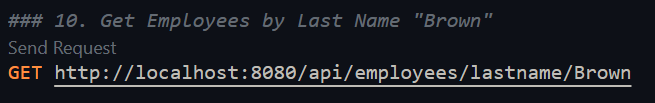 ### 10. Get Employees by Last Name "Brown"
Send Request
GET http://localhost:8080/api/employees/lastname/Brown